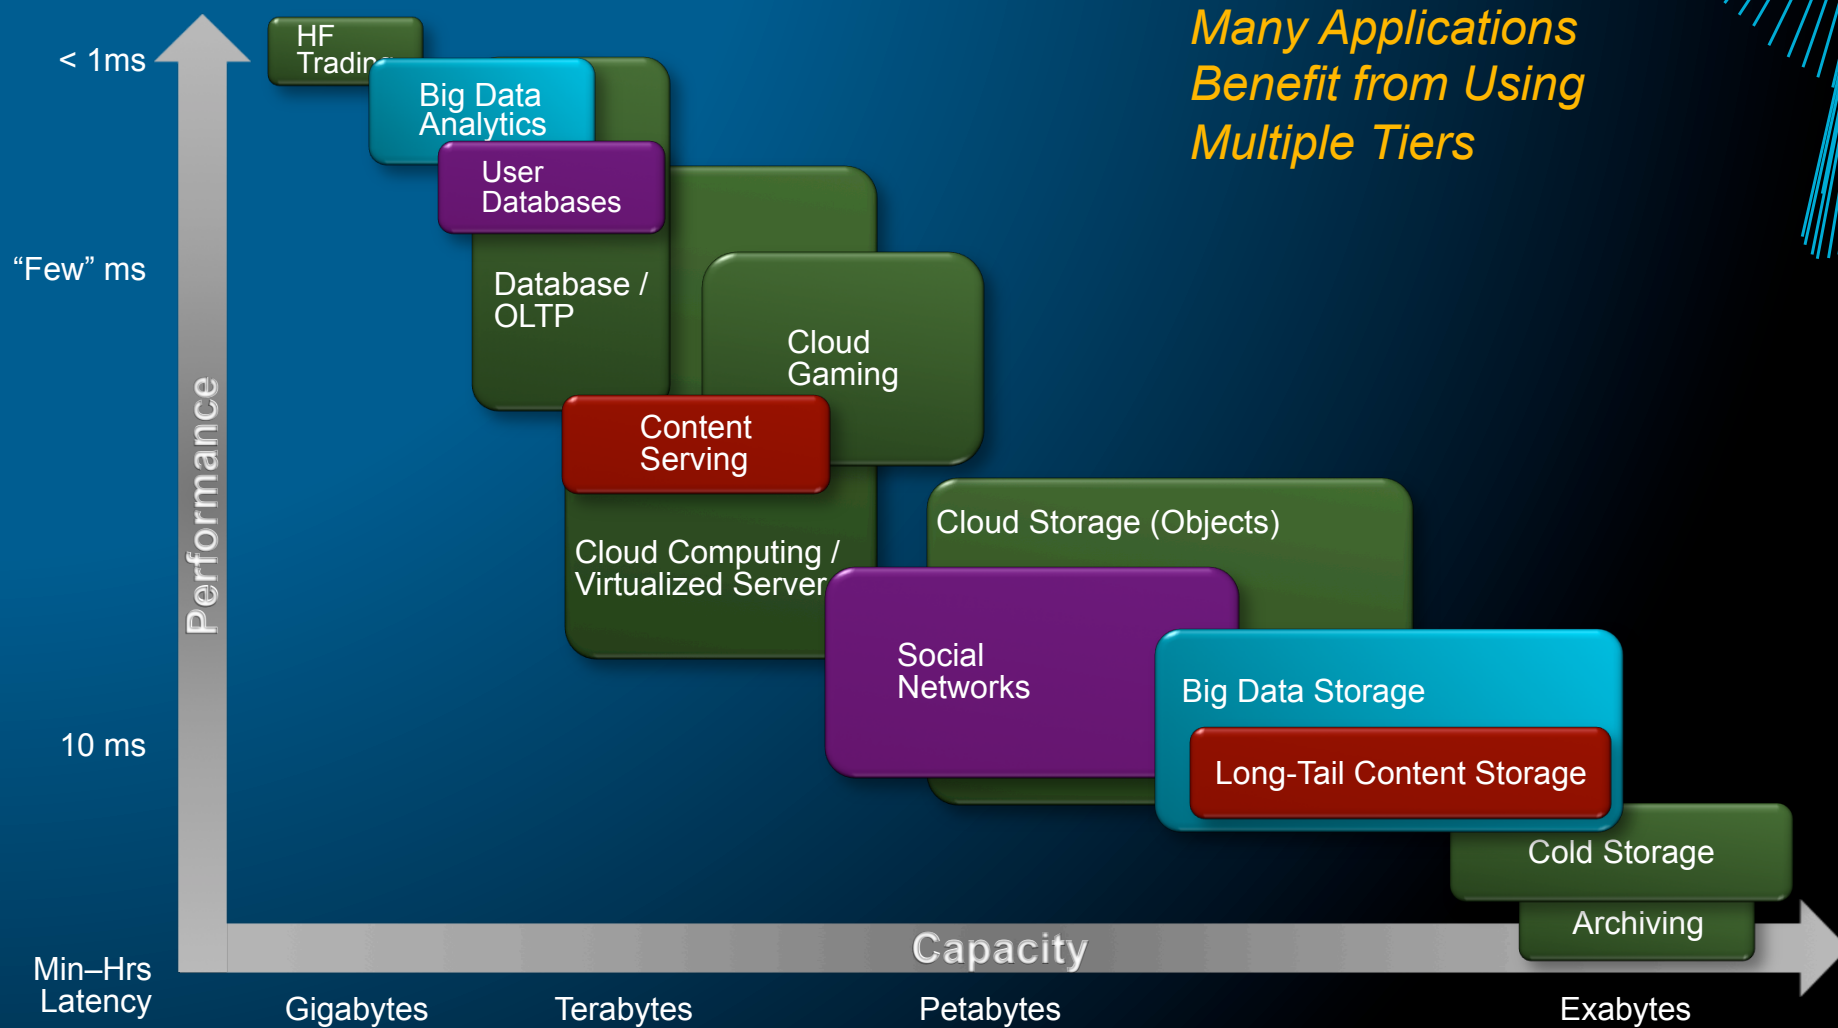 Many Applications
Benefit from Using
Multiple Tiers
< 1ms
“Few” ms
10 ms
Min–Hrs
Latency
Performance
HF
Trading
Big Data
Analytics
User
Databases
Database /
OLTP
Cloud
Gaming
Content
Serving
Cloud Computing /
Virtualized Server
Cloud Storage (Objects)
Social
Networks
Big Data Storage
Long-Tail Content Storage
Cold Storage
Archiving
Capacity
Gigabytes
Terabytes
Petabytes
Exabytes